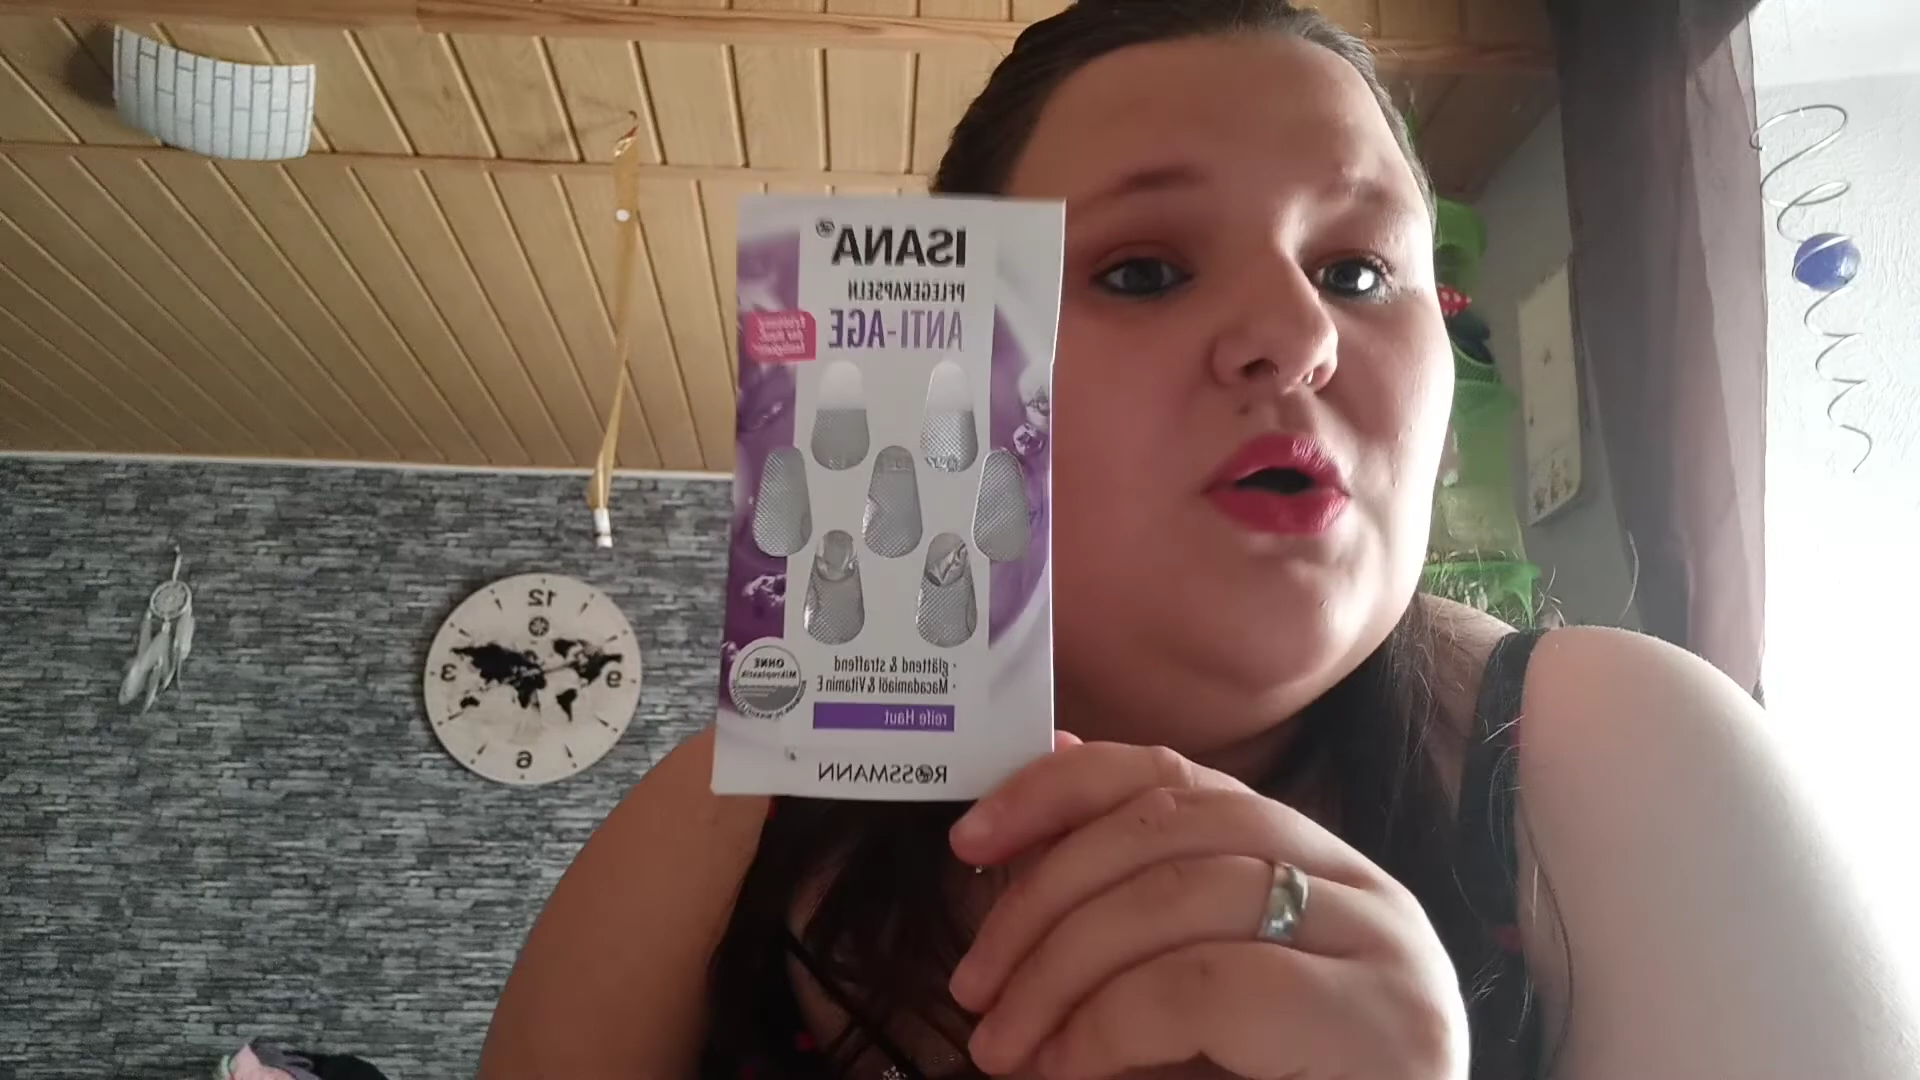 ISANA
PFLEGEKAPSELN
ANTI-AGE
• glättend & straffend
• Macadamiaöl & Vitamin E
OHNE
Mikroplastik
reife Haut
ROSSMANN
12
3
9
6